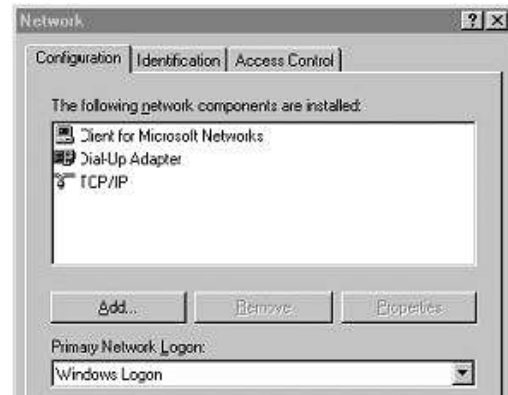 Network
Configuration Identification Access Control
The following network components are installed:
Client for Microsoft Networks
Dial-Up Adapter
TCP/IP
Add... Remove Properties
Primary Network Logon:
Windows Logon